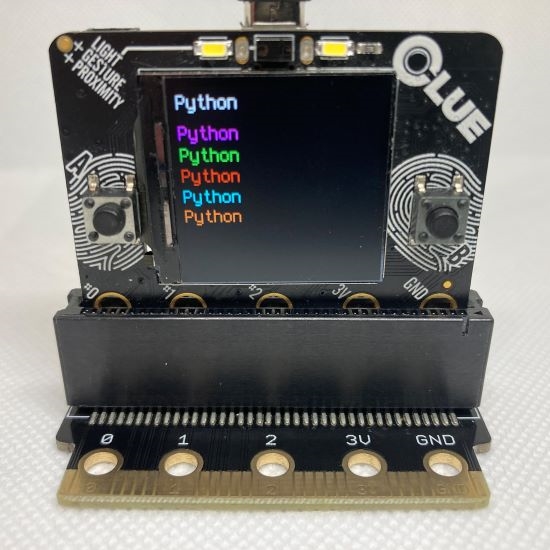 + LIGHT
+ GESTURE
+ PROXIMITY
CLUE
Python
Python
Python
Python
Python
Python
A
B
#0 #1 #2 3V GND
0 1 2 3V GND